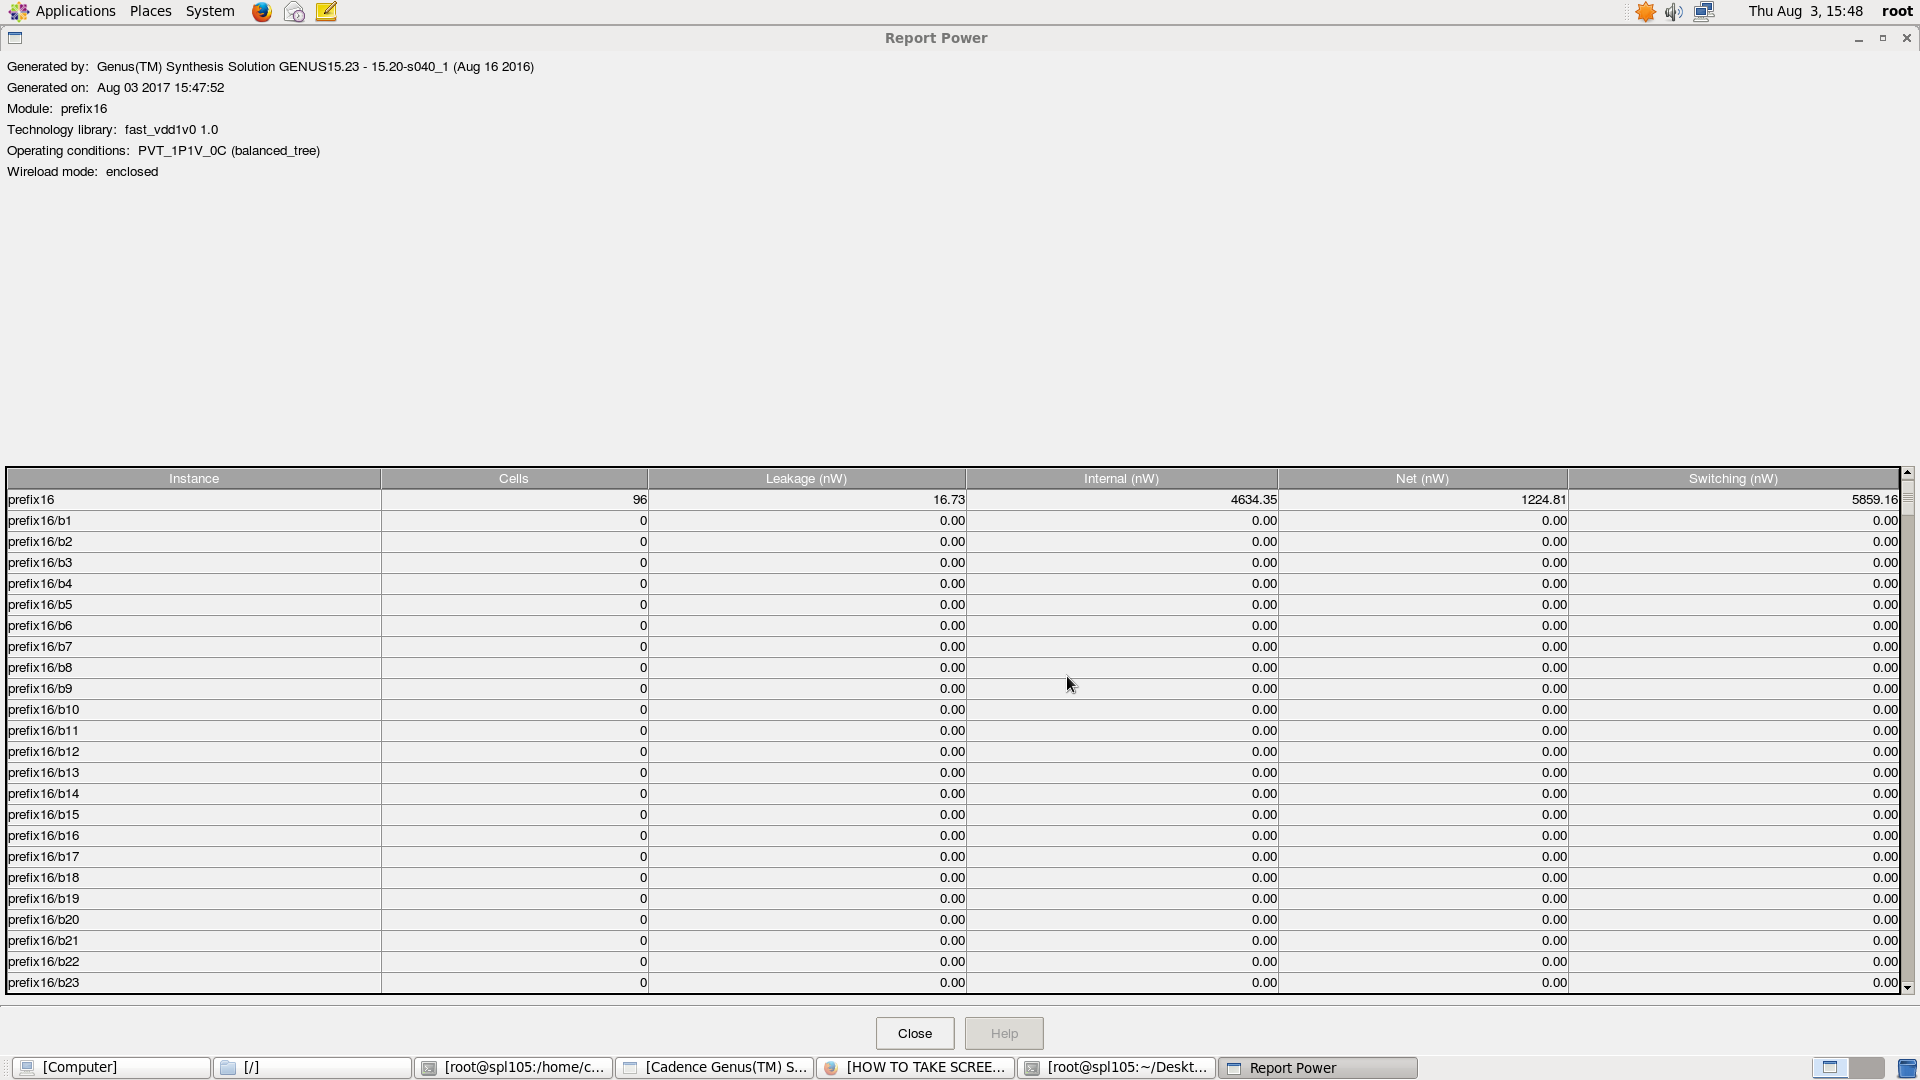 Applications Places System Thu Aug 3, 15:48 root
Report Power
Generated by: Genus(TM) Synthesis Solution GENUS15.23 - 15.20-s040_1 (Aug 16 2016)
Generated on: Aug 03 2017 15:47:52
Module: prefix16
Technology library: fast_vdd1v0 1.0
Operating conditions: PVT_1P1V_0C (balanced_tree)
Wireload mode: enclosed
Instance Cells Leakage (nW) Internal (nW) Net (nW) Switching (nW)
prefix16 96 16.73 4634.35 1224.81 5859.16
prefix16/b1 0 0.00 0.00 0.00 0.00
prefix16/b2 0 0.00 0.00 0.00 0.00
prefix16/b3 0 0.00 0.00 0.00 0.00
prefix16/b4 0 0.00 0.00 0.00 0.00
prefix16/b5 0 0.00 0.00 0.00 0.00
prefix16/b6 0 0.00 0.00 0.00 0.00
prefix16/b7 0 0.00 0.00 0.00 0.00
prefix16/b8 0 0.00 0.00 0.00 0.00
prefix16/b9 0 0.00 0.00 0.00 0.00
prefix16/b10 0 0.00 0.00 0.00 0.00
prefix16/b11 0 0.00 0.00 0.00 0.00
prefix16/b12 0 0.00 0.00 0.00 0.00
prefix16/b13 0 0.00 0.00 0.00 0.00
prefix16/b14 0 0.00 0.00 0.00 0.00
prefix16/b15 0 0.00 0.00 0.00 0.00
prefix16/b16 0 0.00 0.00 0.00 0.00
prefix16/b17 0 0.00 0.00 0.00 0.00
prefix16/b18 0 0.00 0.00 0.00 0.00
prefix16/b19 0 0.00 0.00 0.00 0.00
prefix16/b20 0 0.00 0.00 0.00 0.00
prefix16/b21 0 0.00 0.00 0.00 0.00
prefix16/b22 0 0.00 0.00 0.00 0.00
prefix16/b23 0 0.00 0.00 0.00 0.00
Close Help
[Computer] [/] [root@spl105:/home/c... [Cadence Genus(TM) S... [HOW TO TAKE SCREE... [root@spl105:~/Deskt... Report Power